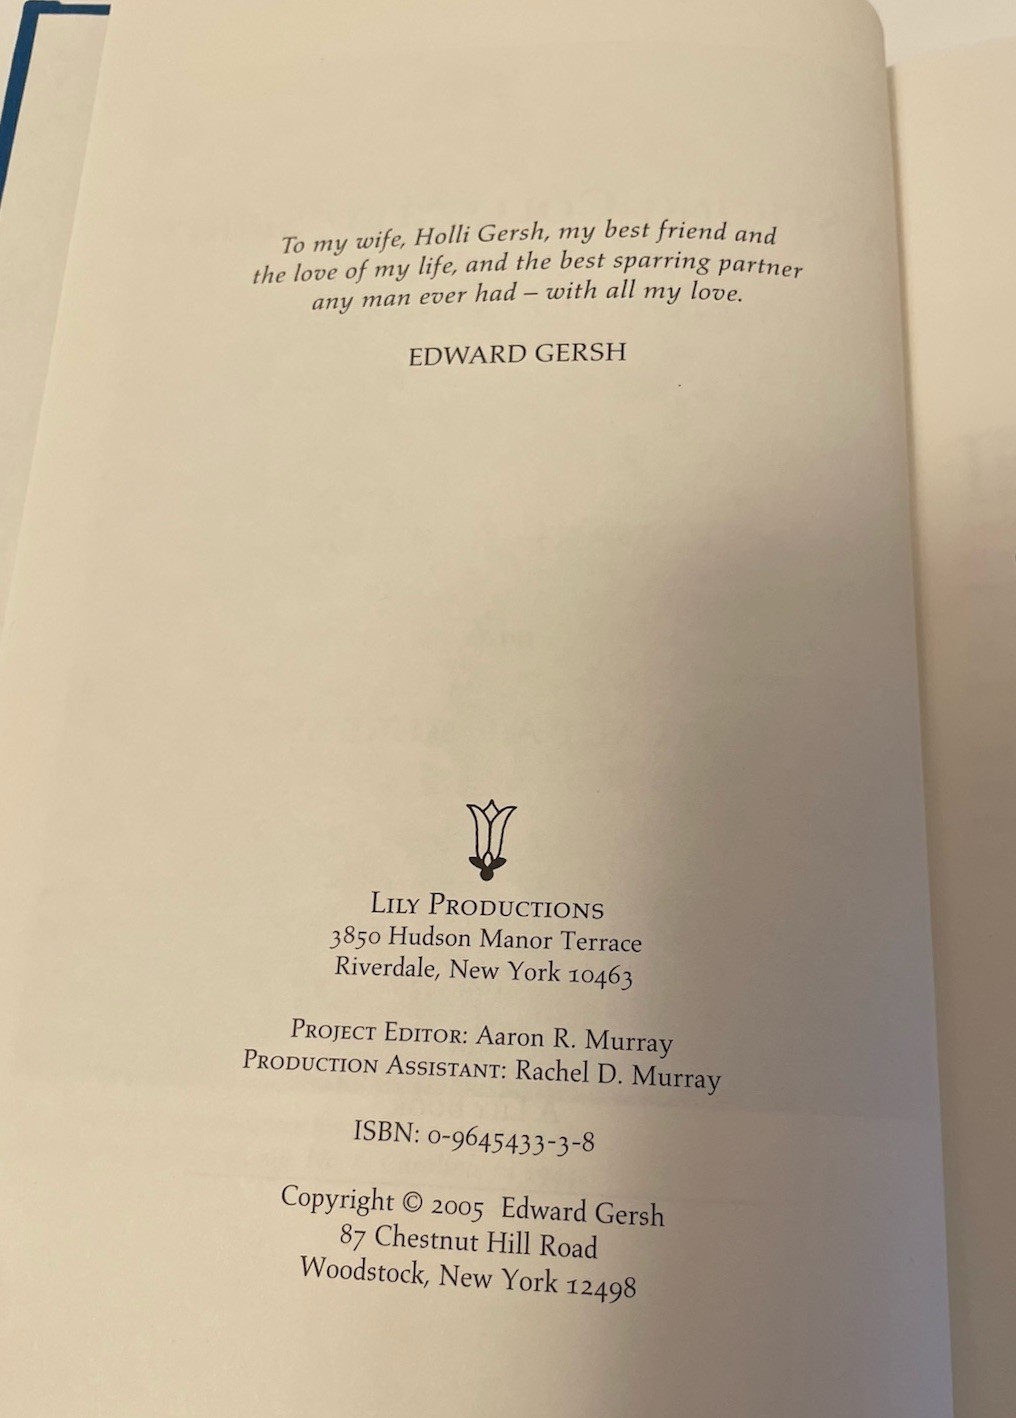 To my wife, Holli Gersh, my best friend and
the love of my life, and the best sparring partner
any man ever had – with all my love.
EDWARD GERSH
LILY PRODUCTIONS
3850 Hudson Manor Terrace
Riverdale, New York 10463
PROJECT EDITOR: Aaron R. Murray
PRODUCTION ASSISTANT: Rachel D. Murray
ISBN: 0-9645433-3-8
Copyright © 2005 Edward Gersh
87 Chestnut Hill Road
Woodstock, New York 12498